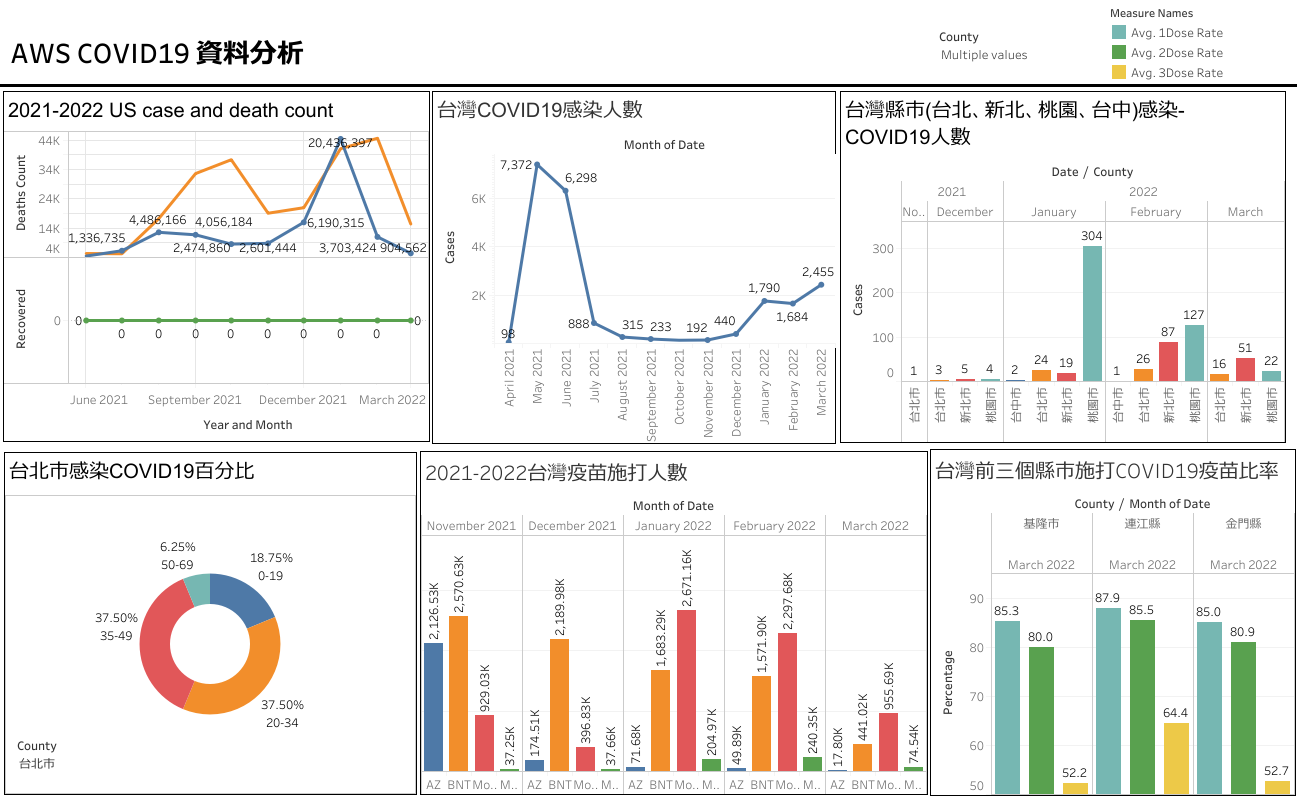 AWS COVID19 資料分析
County
Multiple values
Measure Names
Avg. 1Dose Rate
Avg. 2Dose Rate
Avg. 3Dose Rate
2021-2022 US case and death count
Deaths Count
44K
34K
24K
14K
4K
1,336,735
4,486,166
4,056,184
2,474,860
2,601,444
6,190,315
20,436,397
3,703,424
904,562
Recovered
0
0
0
0
0
0
0
0
0
0
0
June 2021
September 2021
December 2021
March 2022
Year and Month
台灣COVID19感染人數
Month of Date
Cases
6K
4K
2K
98
7,372
6,298
888
315
233
192
440
1,790
1,684
2,455
April 2021
May 2021
June 2021
July 2021
August 2021
September 2021
October 2021
November 2021
December 2021
January 2022
February 2022
March 2022
台灣縣市(台北、新北、桃園、台中)感染-
COVID19人數
Date / County
2021
2022
No..
December
January
February
March
Cases
300
200
100
0
1
3
5
4
2
24
19
304
1
26
87
127
16
51
22
台北市
台北市
新北市
桃園市
台中市
台北市
新北市
桃園市
台中市
台北市
新北市
桃園市
台北市
新北市
桃園市
台北市感染COVID19百分比
6.25%
50-69
18.75%
0-19
37.50%
35-49
37.50%
20-34
County
台北市
2021-2022台灣疫苗施打人數
Month of Date
November 2021
December 2021
January 2022
February 2022
March 2022
2,126.53K
2,570.63K
929.03K
37.25K
174.51K
2,189.98K
396.83K
37.66K
71.68K
1,683.29K
2,671.16K
204.97K
49.89K
1,571.90K
2,297.68K
240.35K
17.80K
441.02K
955.69K
74.54K
AZ BNT Mo.. M..
AZ BNT Mo.. M..
AZ BNT Mo.. M..
AZ BNT Mo.. M..
AZ BNT Mo.. M..
台灣前三個縣市施打COVID19疫苗比率
County / Month of Date
基隆市
連江縣
金門縣
March 2022
March 2022
March 2022
Percentage
90
80
70
60
50
85.3
80.0
52.2
87.9
85.5
64.4
85.0
80.9
52.7